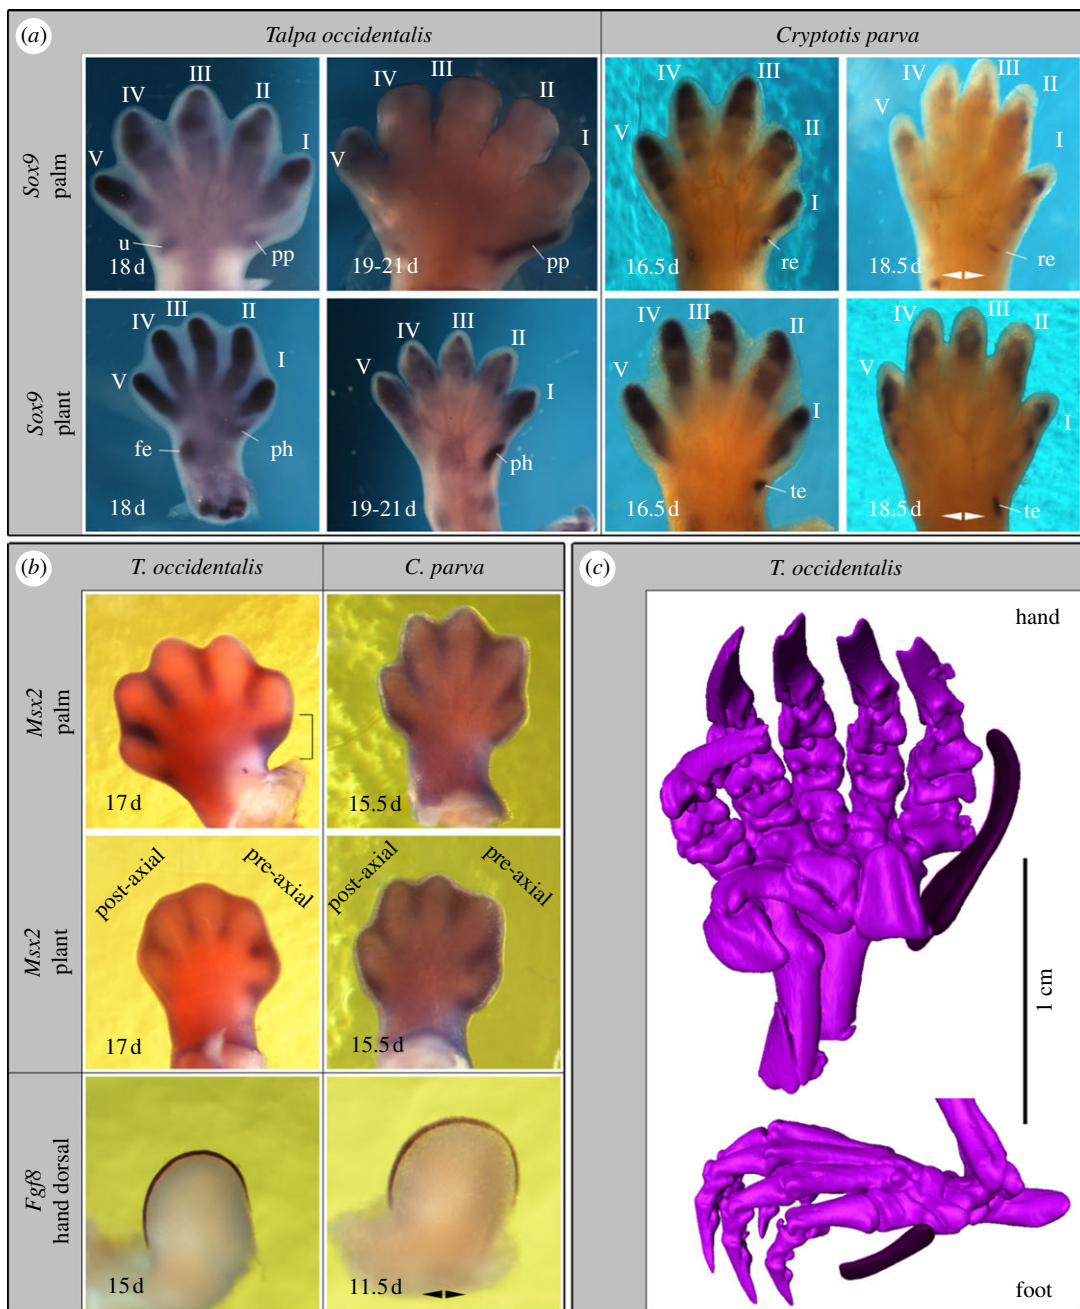 (a) Talpa occidentalis Cryptotis parva
Sox9 palm
V IV III II I u pp 18 d
V IV III II I pp 19-21 d
V IV III II I re 16.5 d
V IV III II I re 18.5 d
Sox9 plant
V IV III II I fe ph 18 d
IV III II V I ph 19-21 d
IV III II V I te 16.5 d
IV III II V I te 18.5 d
(b) T. occidentalis C. parva
Msx2 palm
17 d
15.5 d
Msx2 plant
post-axial pre-axial 17 d
post-axial pre-axial 15.5 d
Fgf8 hand dorsal
15 d
11.5 d
(c) T. occidentalis
hand
1 cm
foot